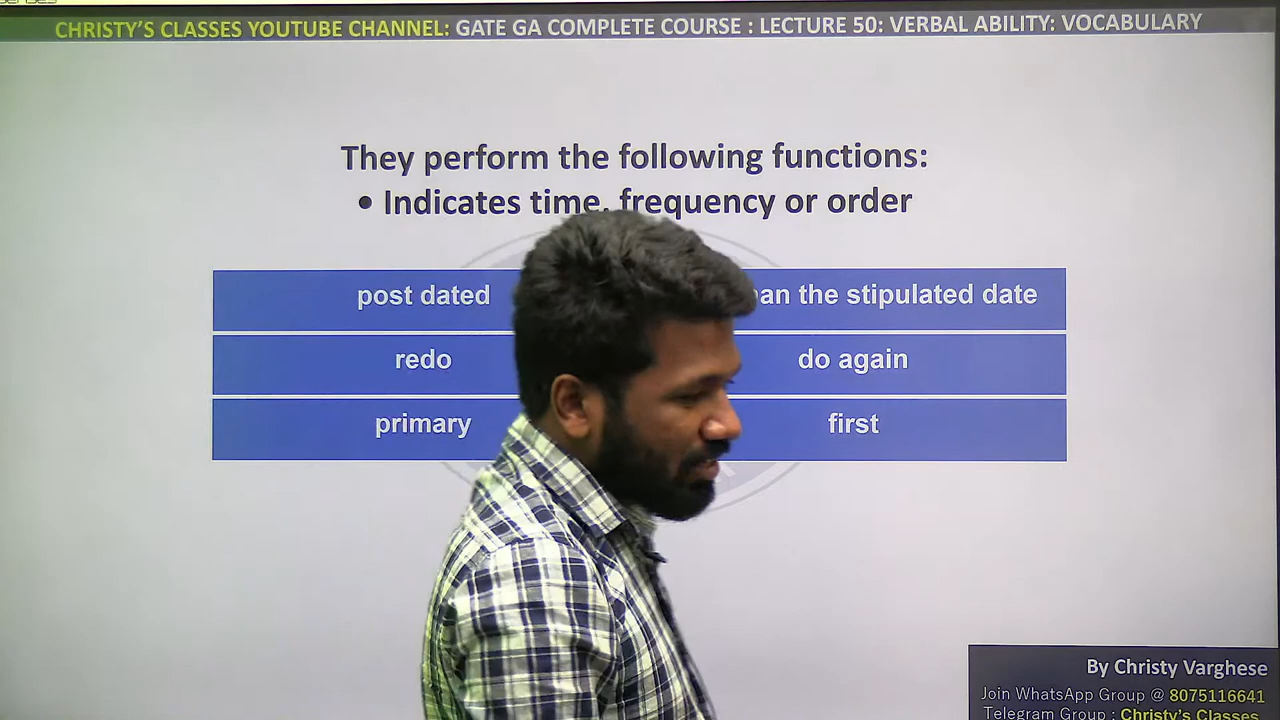 CHRISTY'S CLASSES YOUTUBE CHANNEL: GATE GA COMPLETE COURSE : LECTURE 50: VERBAL ABILITY: VOCABULARY
They perform the following functions:
• Indicates time, frequency or order
post dated the stipulated date
redo do again
primary first
By Christy Varghese
Join WhatsApp Group @ 8075116641
Telegram Group : Christy's Classes